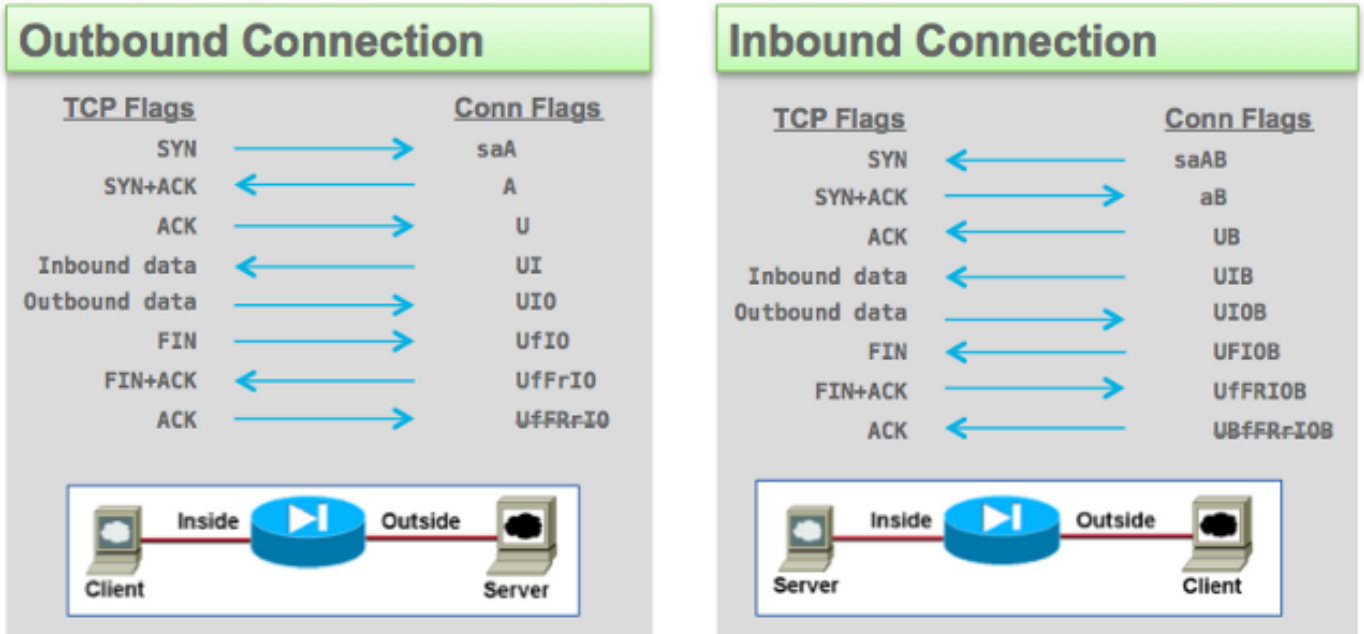 Outbound Connection
TCP Flags Conn Flags
SYN saA
SYN+ACK A
ACK U
Inbound data UI
Outbound data UIO
FIN UfIO
FIN+ACK UfFrIO
ACK UfFRrIO
Inside Outside
Client Server
Inbound Connection
TCP Flags Conn Flags
SYN saAB
SYN+ACK aB
ACK UB
Inbound data UIB
Outbound data UIOB
FIN UFIOB
FIN+ACK UfFRIOB
ACK UBfFRrIOB
Inside Outside
Server Client